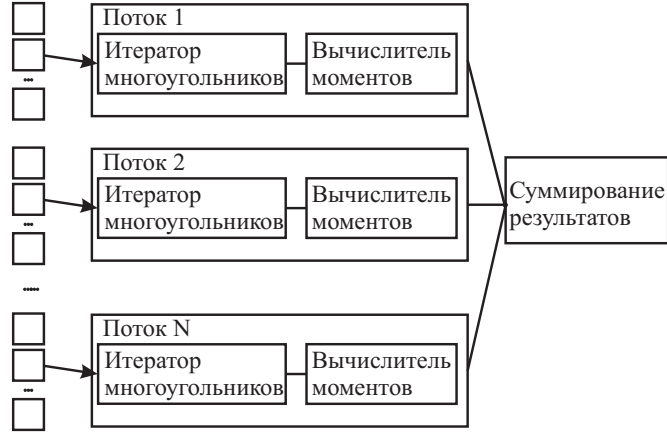 Поток 1
Итератор
многоугольников
Вычислитель
моментов
...
Поток 2
Итератор
многоугольников
Вычислитель
моментов
...
Суммирование
результатов
.....
Поток N
Итератор
многоугольников
Вычислитель
моментов
...